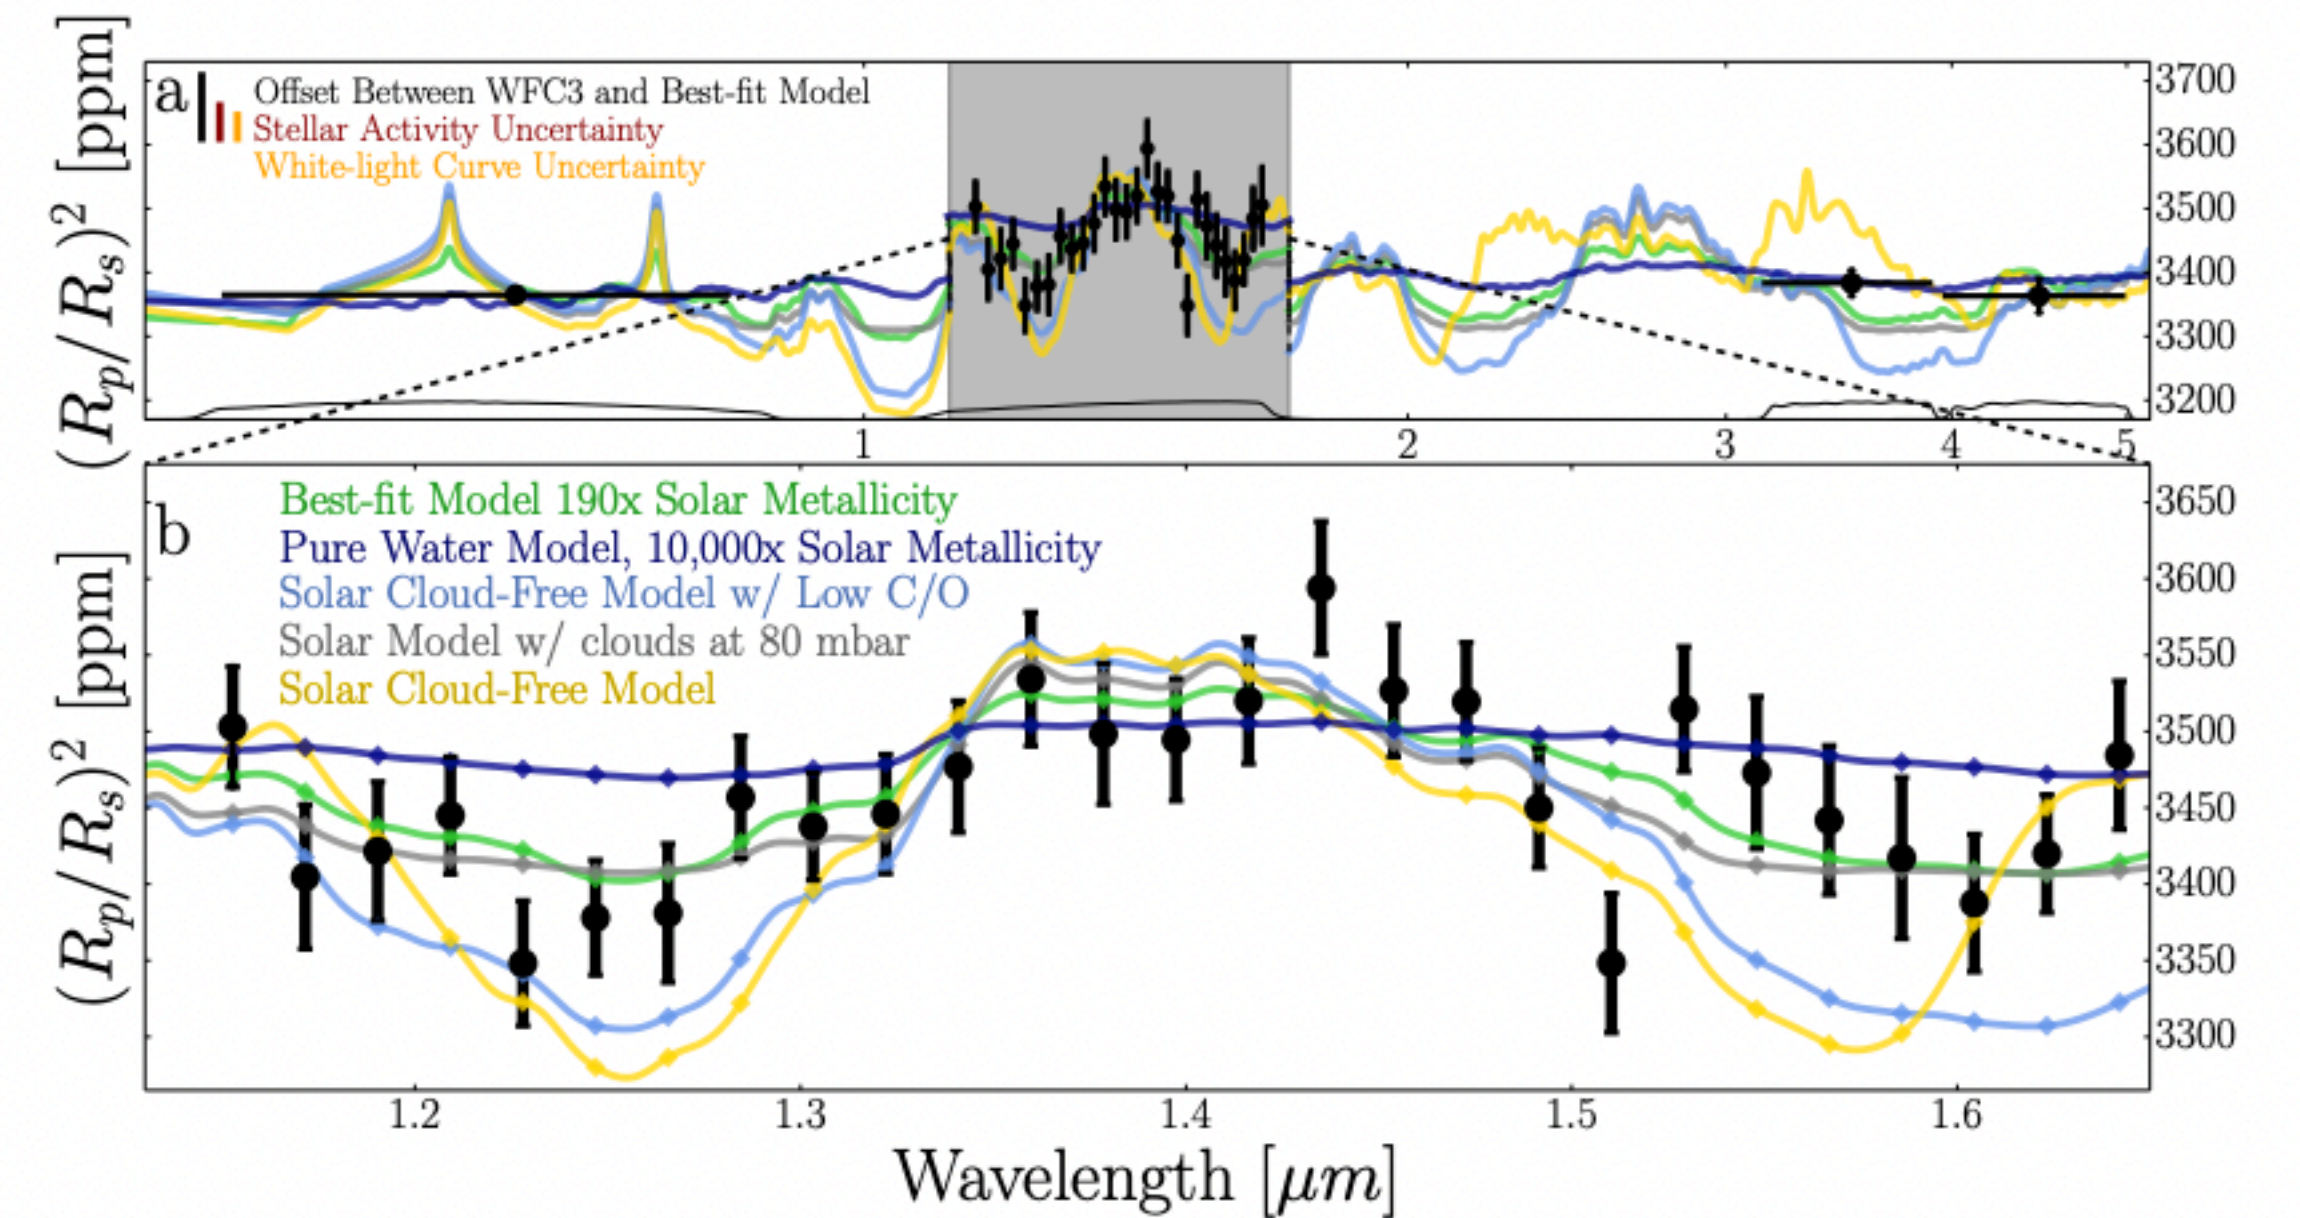 a
Offset Between WFC3 and Best-fit Model
Stellar Activity Uncertainty
White-light Curve Uncertainty
(Rp/Rs)2 [ppm]
3700
3600
3500
3400
3300
3200
1 2 3 4 5
b
Best-fit Model 190x Solar Metallicity
Pure Water Model, 10,000x Solar Metallicity
Solar Cloud-Free Model w/ Low C/O
Solar Model w/ clouds at 80 mbar
Solar Cloud-Free Model
(Rp/Rs)2 [ppm]
3650
3600
3550
3500
3450
3400
3350
3300
1.2 1.3 1.4 1.5 1.6
Wavelength [μm]